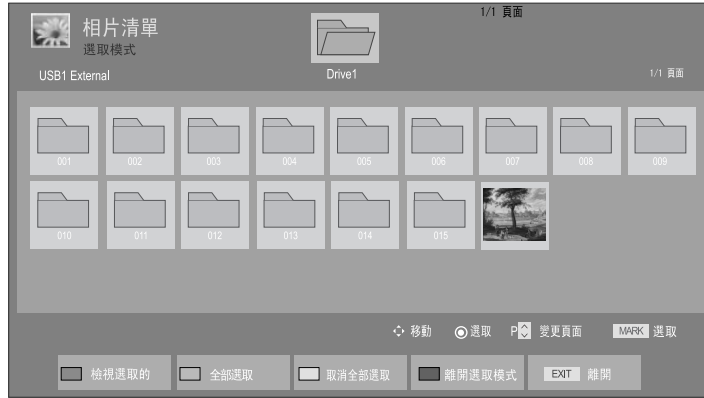 1/1 頁面
相片清單
選取模式
USB1 External
Drive1
1/1 頁面
001 002 003 004 005 006 007 008 009
010 011 012 013 014 015
移動 選取 P 變更頁面 MARK 選取
檢視選取的 全部選取 取消全部選取 離開選取模式 EXIT 離開